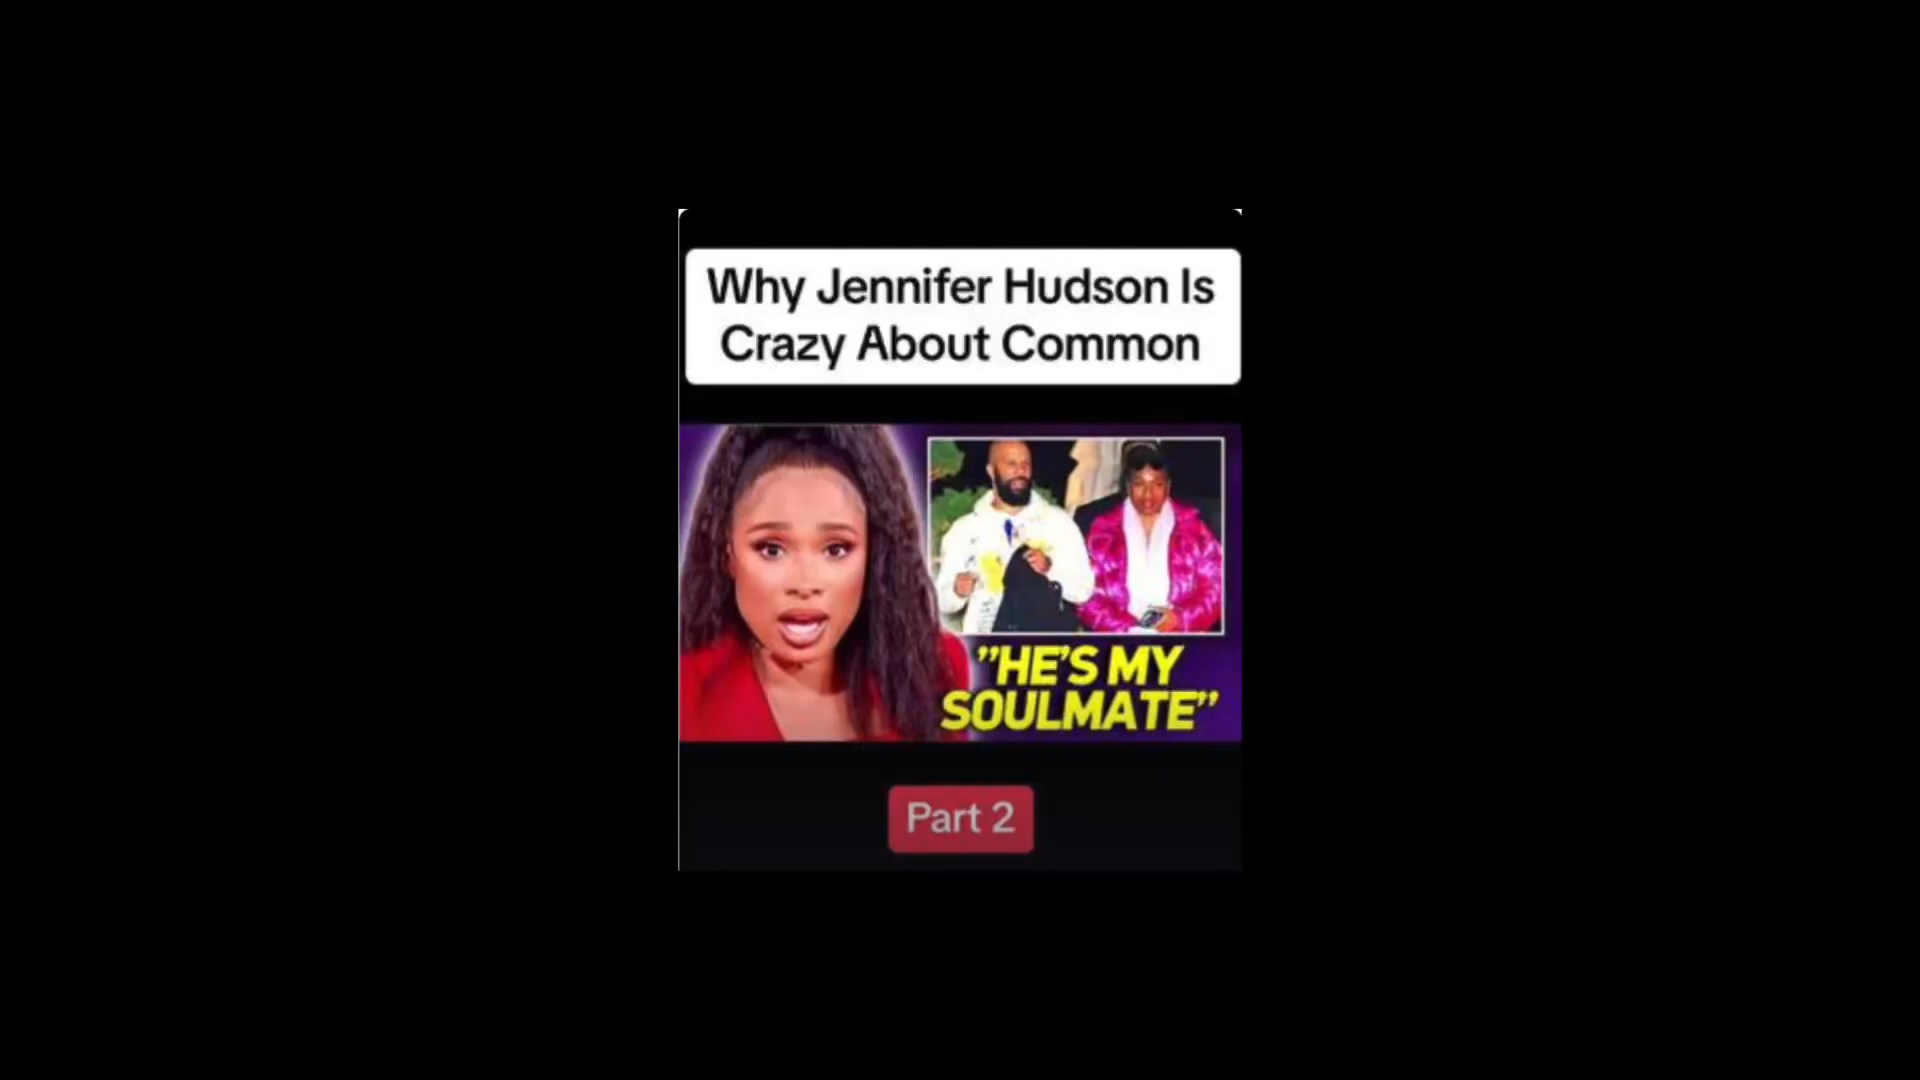 Why Jennifer Hudson Is
Crazy About Common
"HE'S MY
SOULMATE"
Part 2